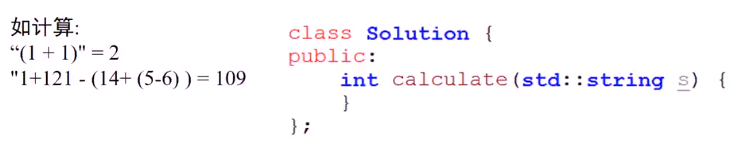 如计算:
“(1 + 1)" = 2
"1+121 - (14+ (5-6) ) = 109
class Solution {
public:
    int calculate(std::string s) {
    }
};